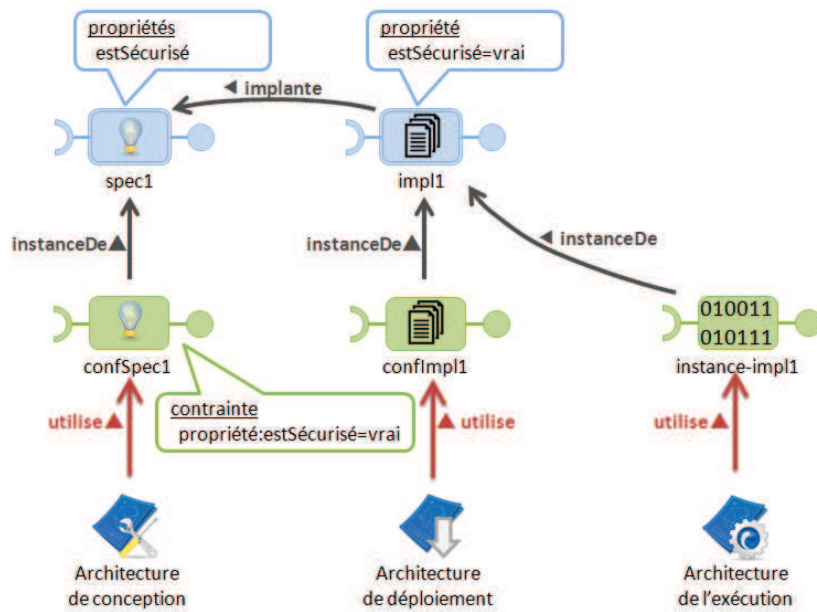 propriétés
estSécurisé
propriété
estSécurisé=vrai
◄ implante
spec1
impl1
instanceDe▲
instanceDe▲
◄ instanceDe
010011
010111
confSpec1
confImpl1
instance-impl1
contrainte
propriété:estSécurisé=vrai
utilise▲
▲utilise
utilise▲
Architecture
de conception
Architecture
de déploiement
Architecture
de l'exécution